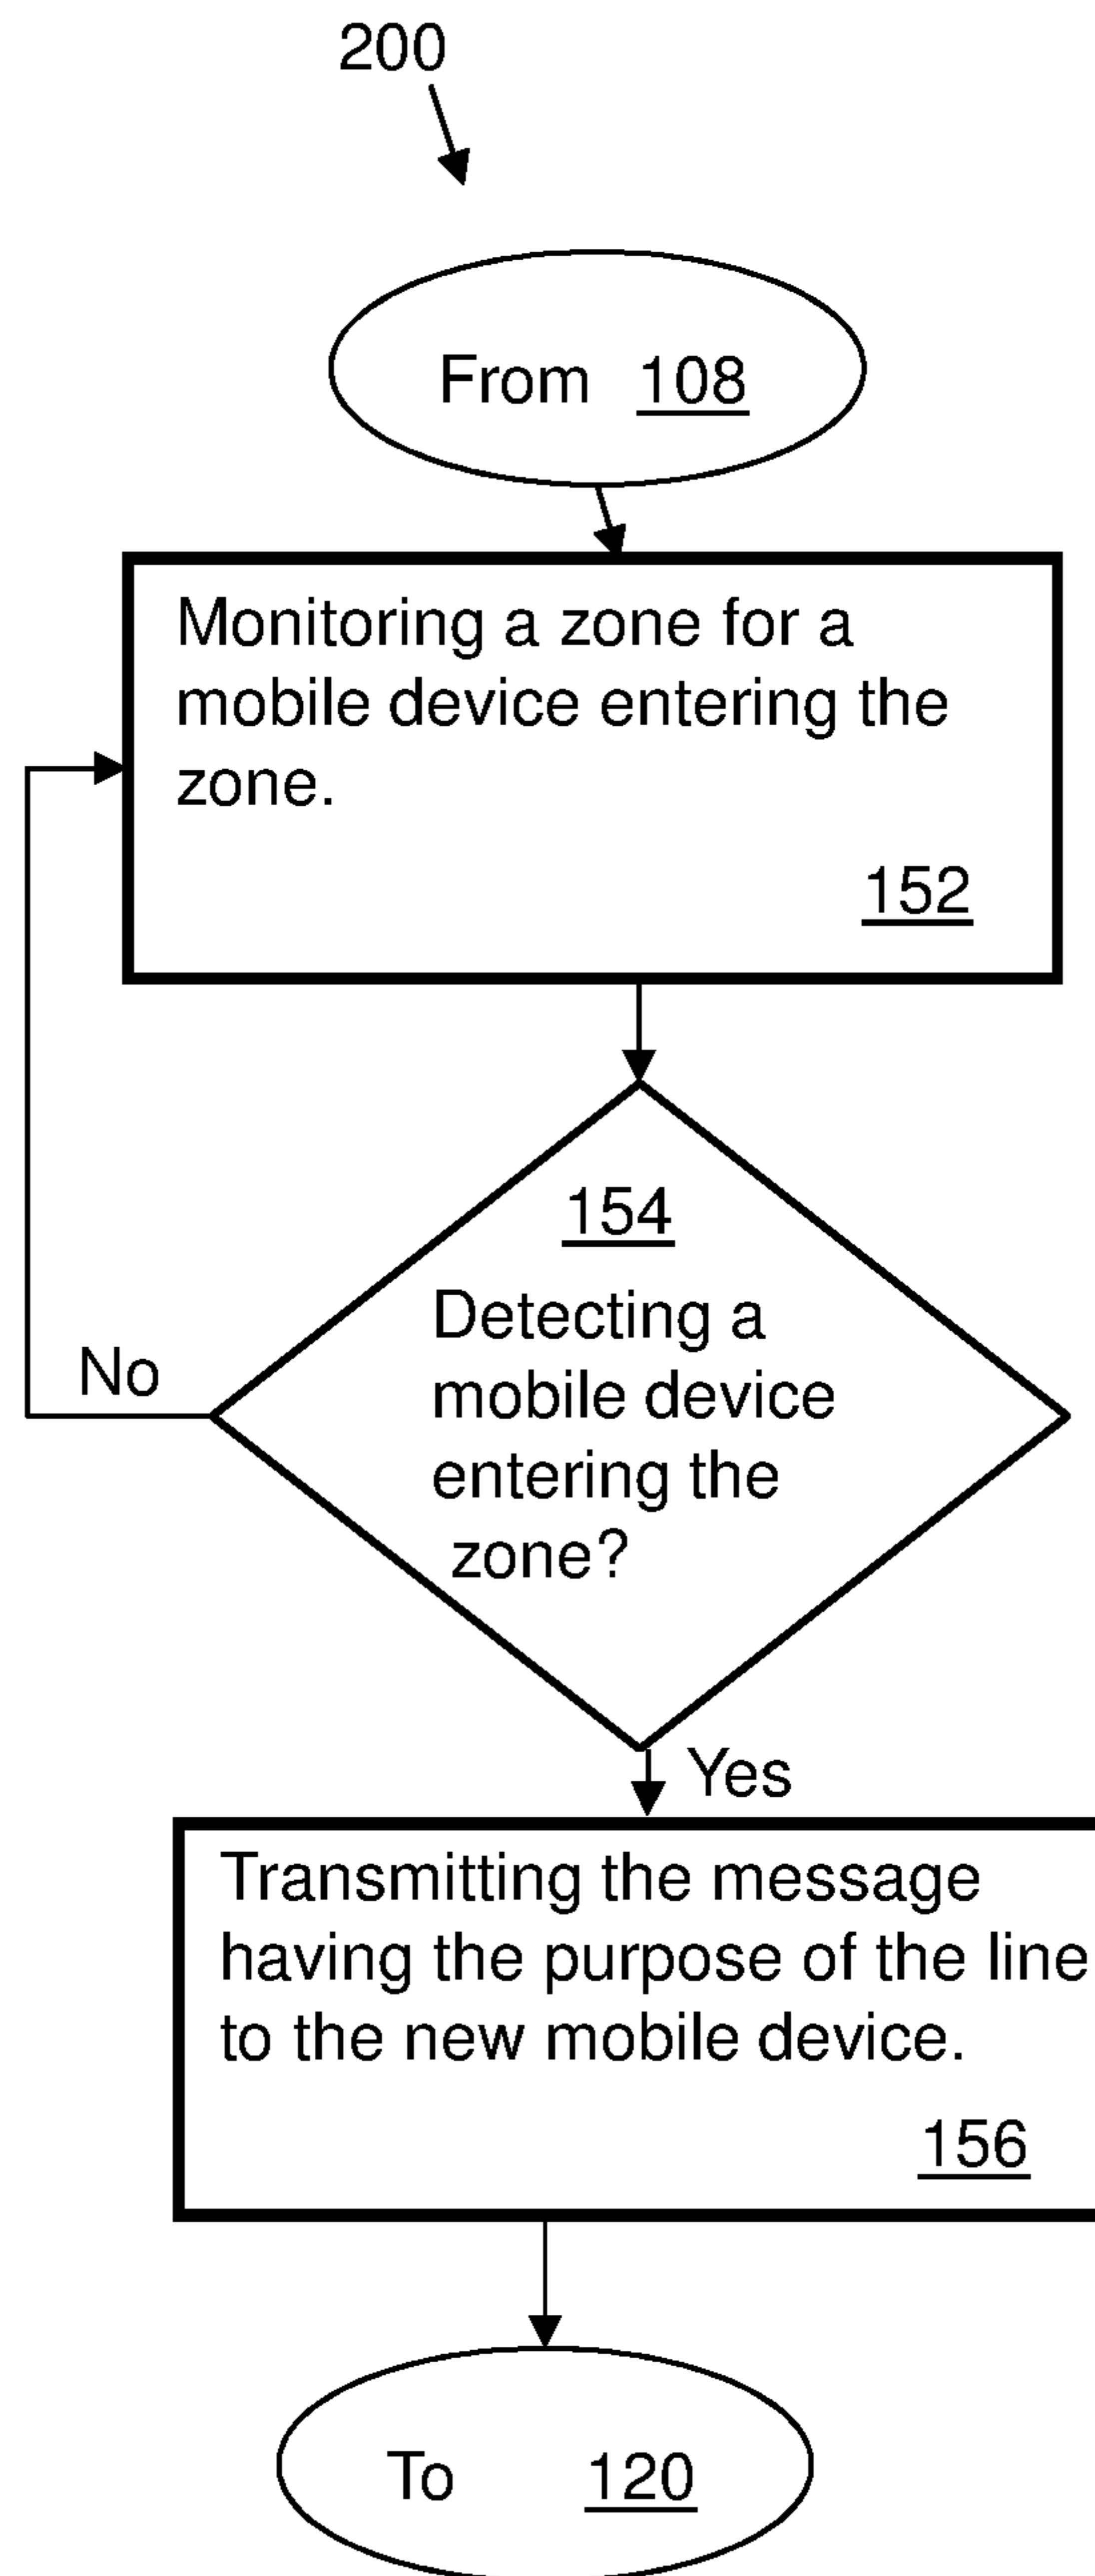 200
From 108
Monitoring a zone for a
mobile device entering the
zone.
152
154
Detecting a
mobile device
entering the
zone?
No
Yes
Transmitting the message
having the purpose of the line
to the new mobile device.
156
To 120